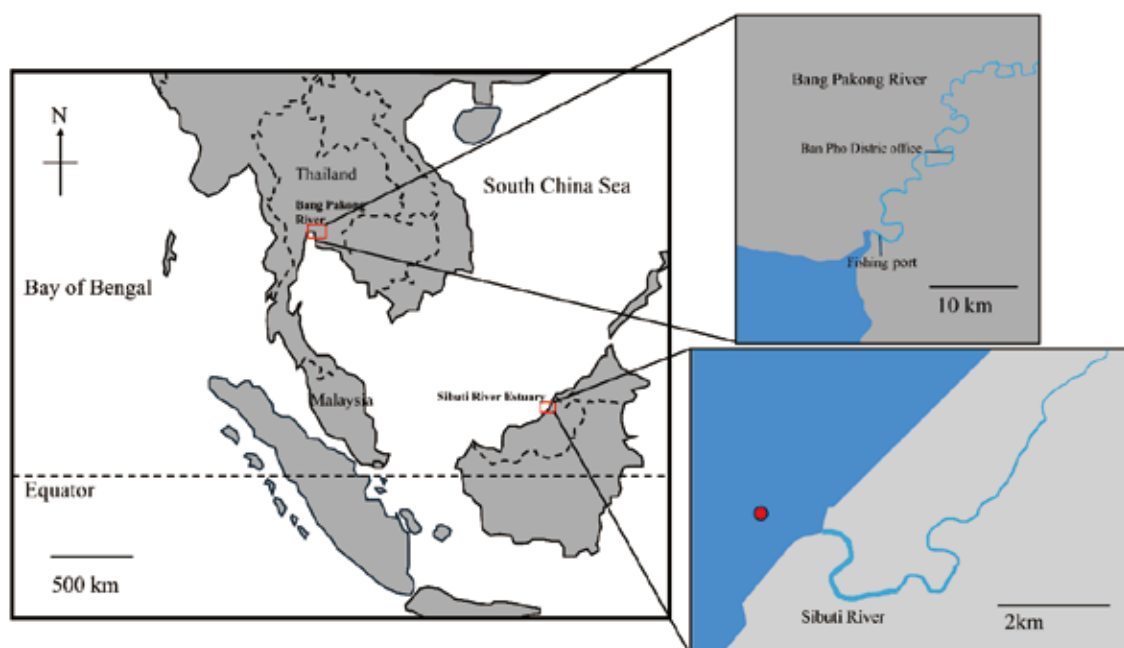 N
Thailand
Bang Pakong
River
South China Sea
Bay of Bengal
Malaysia
Sibuti River Estuary
Equator
500 km
Bang Pakong River
Ban Pho Distric office
Fishing port
10 km
Sibuti River
2km